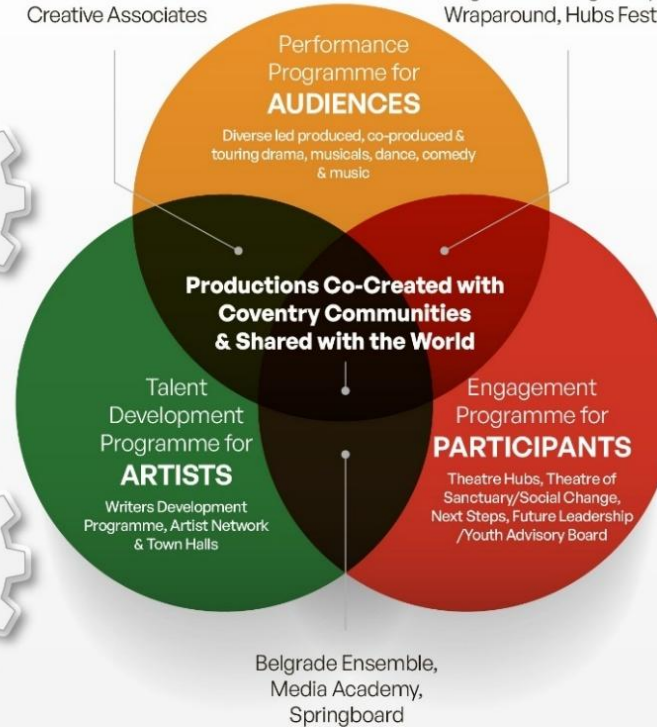 Creative Associates
Wraparound, Hubs Fest
Performance
Programme for
AUDIENCES
Diverse led produced, co-produced &
touring drama, musicals, dance, comedy
& music
Productions Co-Created with
Coventry Communities
& Shared with the World
Talent
Development
Programme for
ARTISTS
Writers Development
Programme, Artist Network
& Town Halls
Engagement
Programme for
PARTICIPANTS
Theatre Hubs, Theatre of
Sanctuary/Social Change,
Next Steps, Future Leadership
/Youth Advisory Board
Belgrade Ensemble,
Media Academy,
Springboard